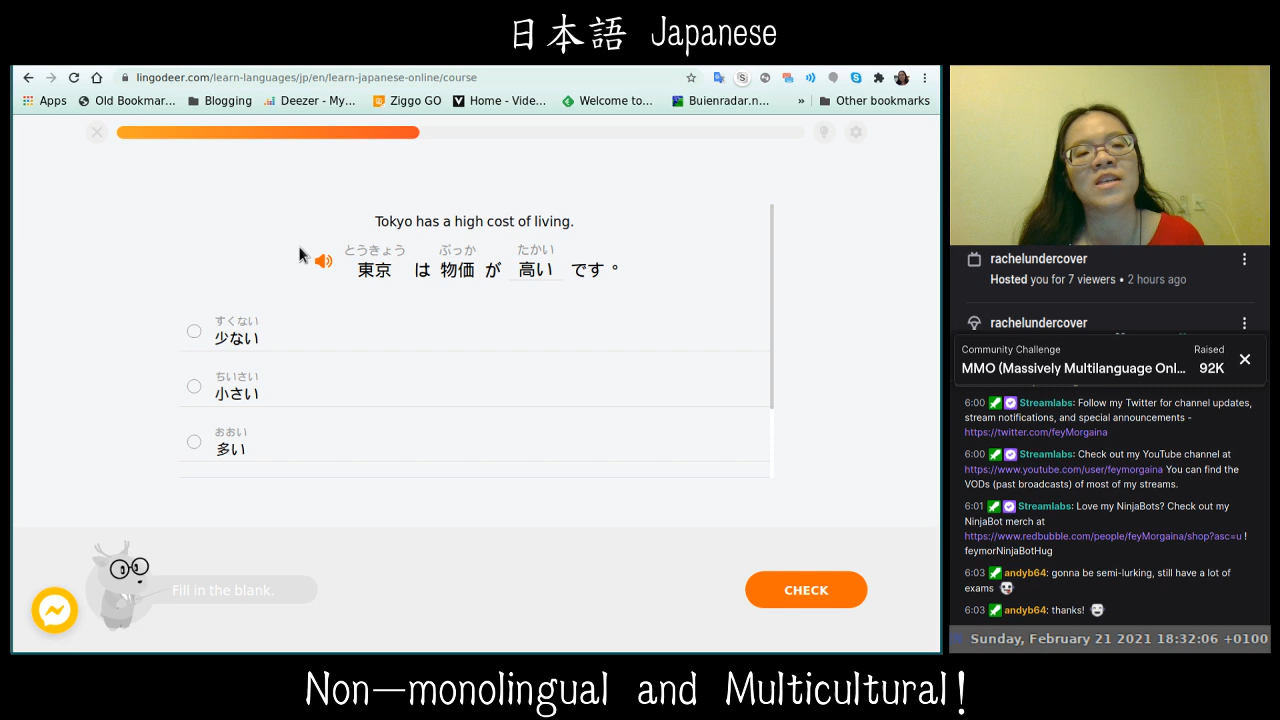 日本語 Japanese
lingodeer.com/learn-languages/jp/en/learn-japanese-online/course
Apps Old Bookmar... Blogging Deezer - My... Ziggo GO Home - Vide... Welcome to... Buienradar.n... » Other bookmarks
Tokyo has a high cost of living.
とうきょう ぶっか たかい
東京 は 物価 が 高い です。
すくない
少ない
ちいさい
小さい
おおい
多い
Fill in the blank.
CHECK
rachelundercover
Hosted you for 7 viewers • 2 hours ago
rachelundercover
Community Challenge Raised
MMO (Massively Multilanguage Onl... 92K
6:00 Streamlabs: Follow my Twitter for channel updates,
stream notifications, and special announcements -
https://twitter.com/feyMorgaina
6:00 Streamlabs: Check out my YouTube channel at
https://www.youtube.com/user/feymorgaina You can find the
VODs (past broadcasts) of most of my streams.
6:01 Streamlabs: Love my NinjaBots? Check out my
NinjaBot merch at
https://www.redbubble.com/people/feyMorgaina/shop?asc=u !
feymorNinjaBotHug
6:03 andyb64: gonna be semi-lurking, still have a lot of
exams
6:03 andyb64: thanks!
Sunday, February 21 2021 18:32:06 +0100
Non-monolingual and Multicultural!